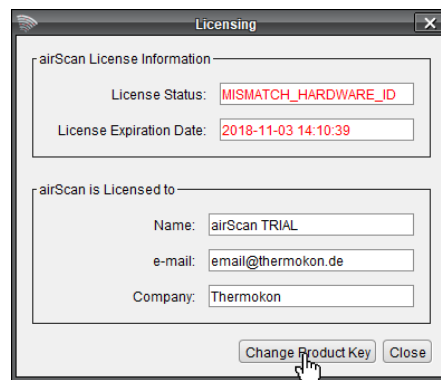 Licensing
airScan License Information
License Status: MISMATCH_HARDWARE_ID
License Expiration Date: 2018-11-03 14:10:39
airScan is Licensed to
Name: airScan TRIAL
e-mail: email@thermokon.de
Company: Thermokon
Change Product Key Close